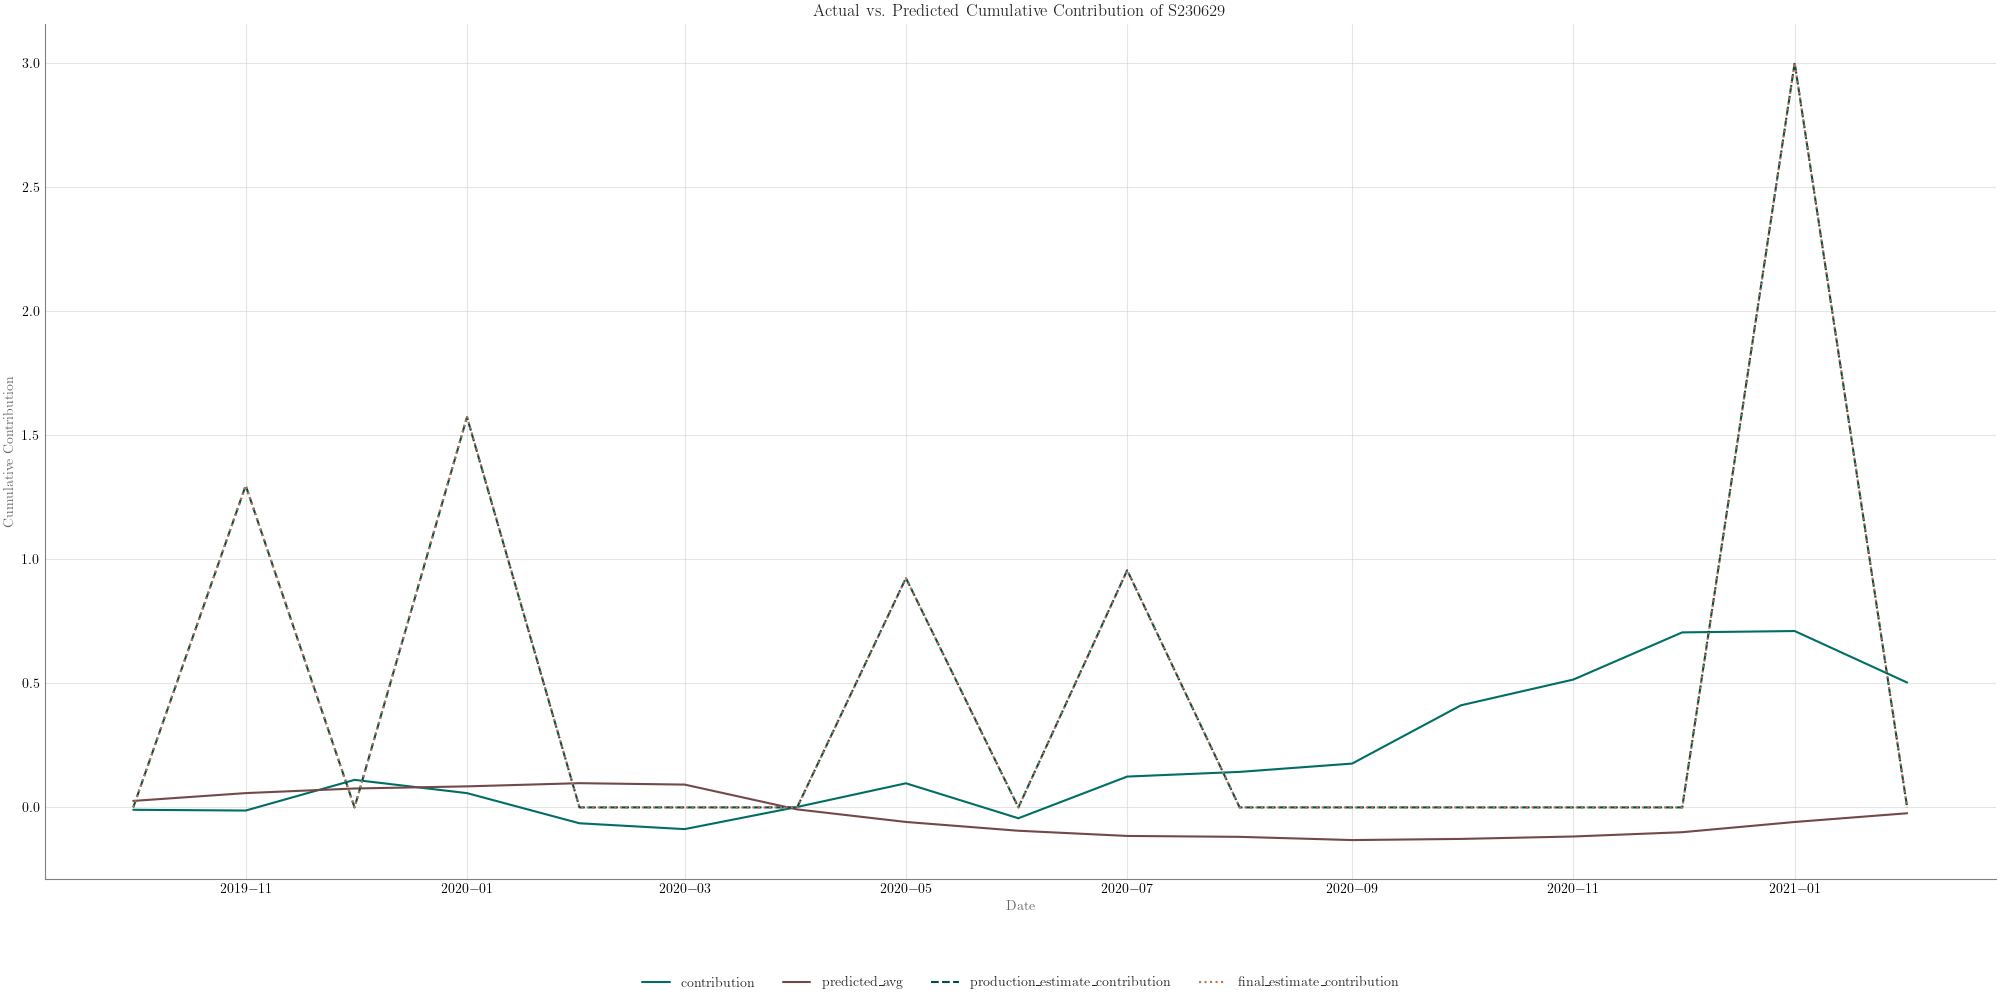 Actual vs. Predicted Cumulative Contribution of S230629
3.0
2.5
2.0
1.5
1.0
0.5
0.0
Cumulative Contribution
2019−11 2020−01 2020−03 2020−05 2020−07 2020−09 2020−11 2021−01
Date
contribution predicted_avg production_estimate_contribution final_estimate_contribution